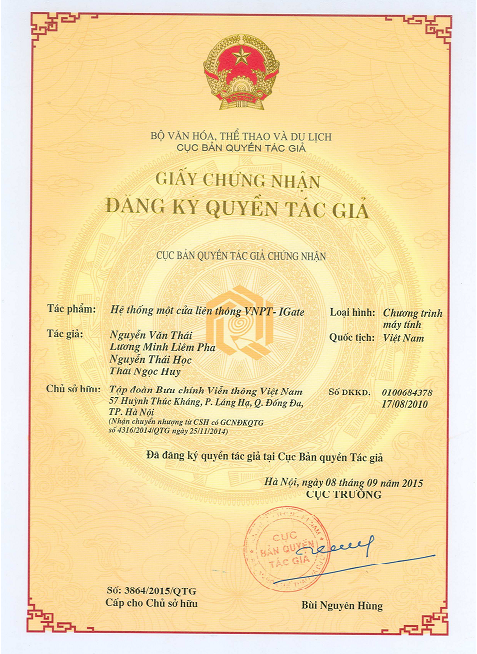 BỘ VĂN HÓA, THỂ THAO VÀ DU LỊCH
CỤC BẢN QUYỀN TÁC GIẢ
GIẤY CHỨNG NHẬN
ĐĂNG KÝ QUYỀN TÁC GIẢ
CỤC BẢN QUYỀN TÁC GIẢ CHỨNG NHẬN
Tác phẩm: Hệ thống một cửa liên thông VNPT- IGate Loại hình: Chương trình
máy tính
Tác giả: Nguyễn Văn Thái Quốc tịch: Việt Nam
Lương Minh Liêm Pha
Nguyễn Thái Học
Thai Ngọc Huy
Chủ sở hữu: Tập đoàn Bưu chính Viễn thông Việt Nam Số ĐKKD. 0100684378
57 Huỳnh Thúc Kháng, P. Láng Hạ, Q. Đống Đa, 17/08/2010
TP. Hà Nội
(Nhận chuyển nhượng từ CSH có GCNĐKQTG
số 4316/2014/QTG ngày 25/11/2014)
Đã đăng ký quyền tác giả tại Cục Bản quyền Tác giả
Hà Nội, ngày 08 tháng 09 năm 2015
CỤC TRƯỞNG
CỤC
BẢN QUYỀN
TÁC GIẢ
Số: 3864/2015/QTG
Cấp cho Chủ sở hữu Bùi Nguyên Hùng